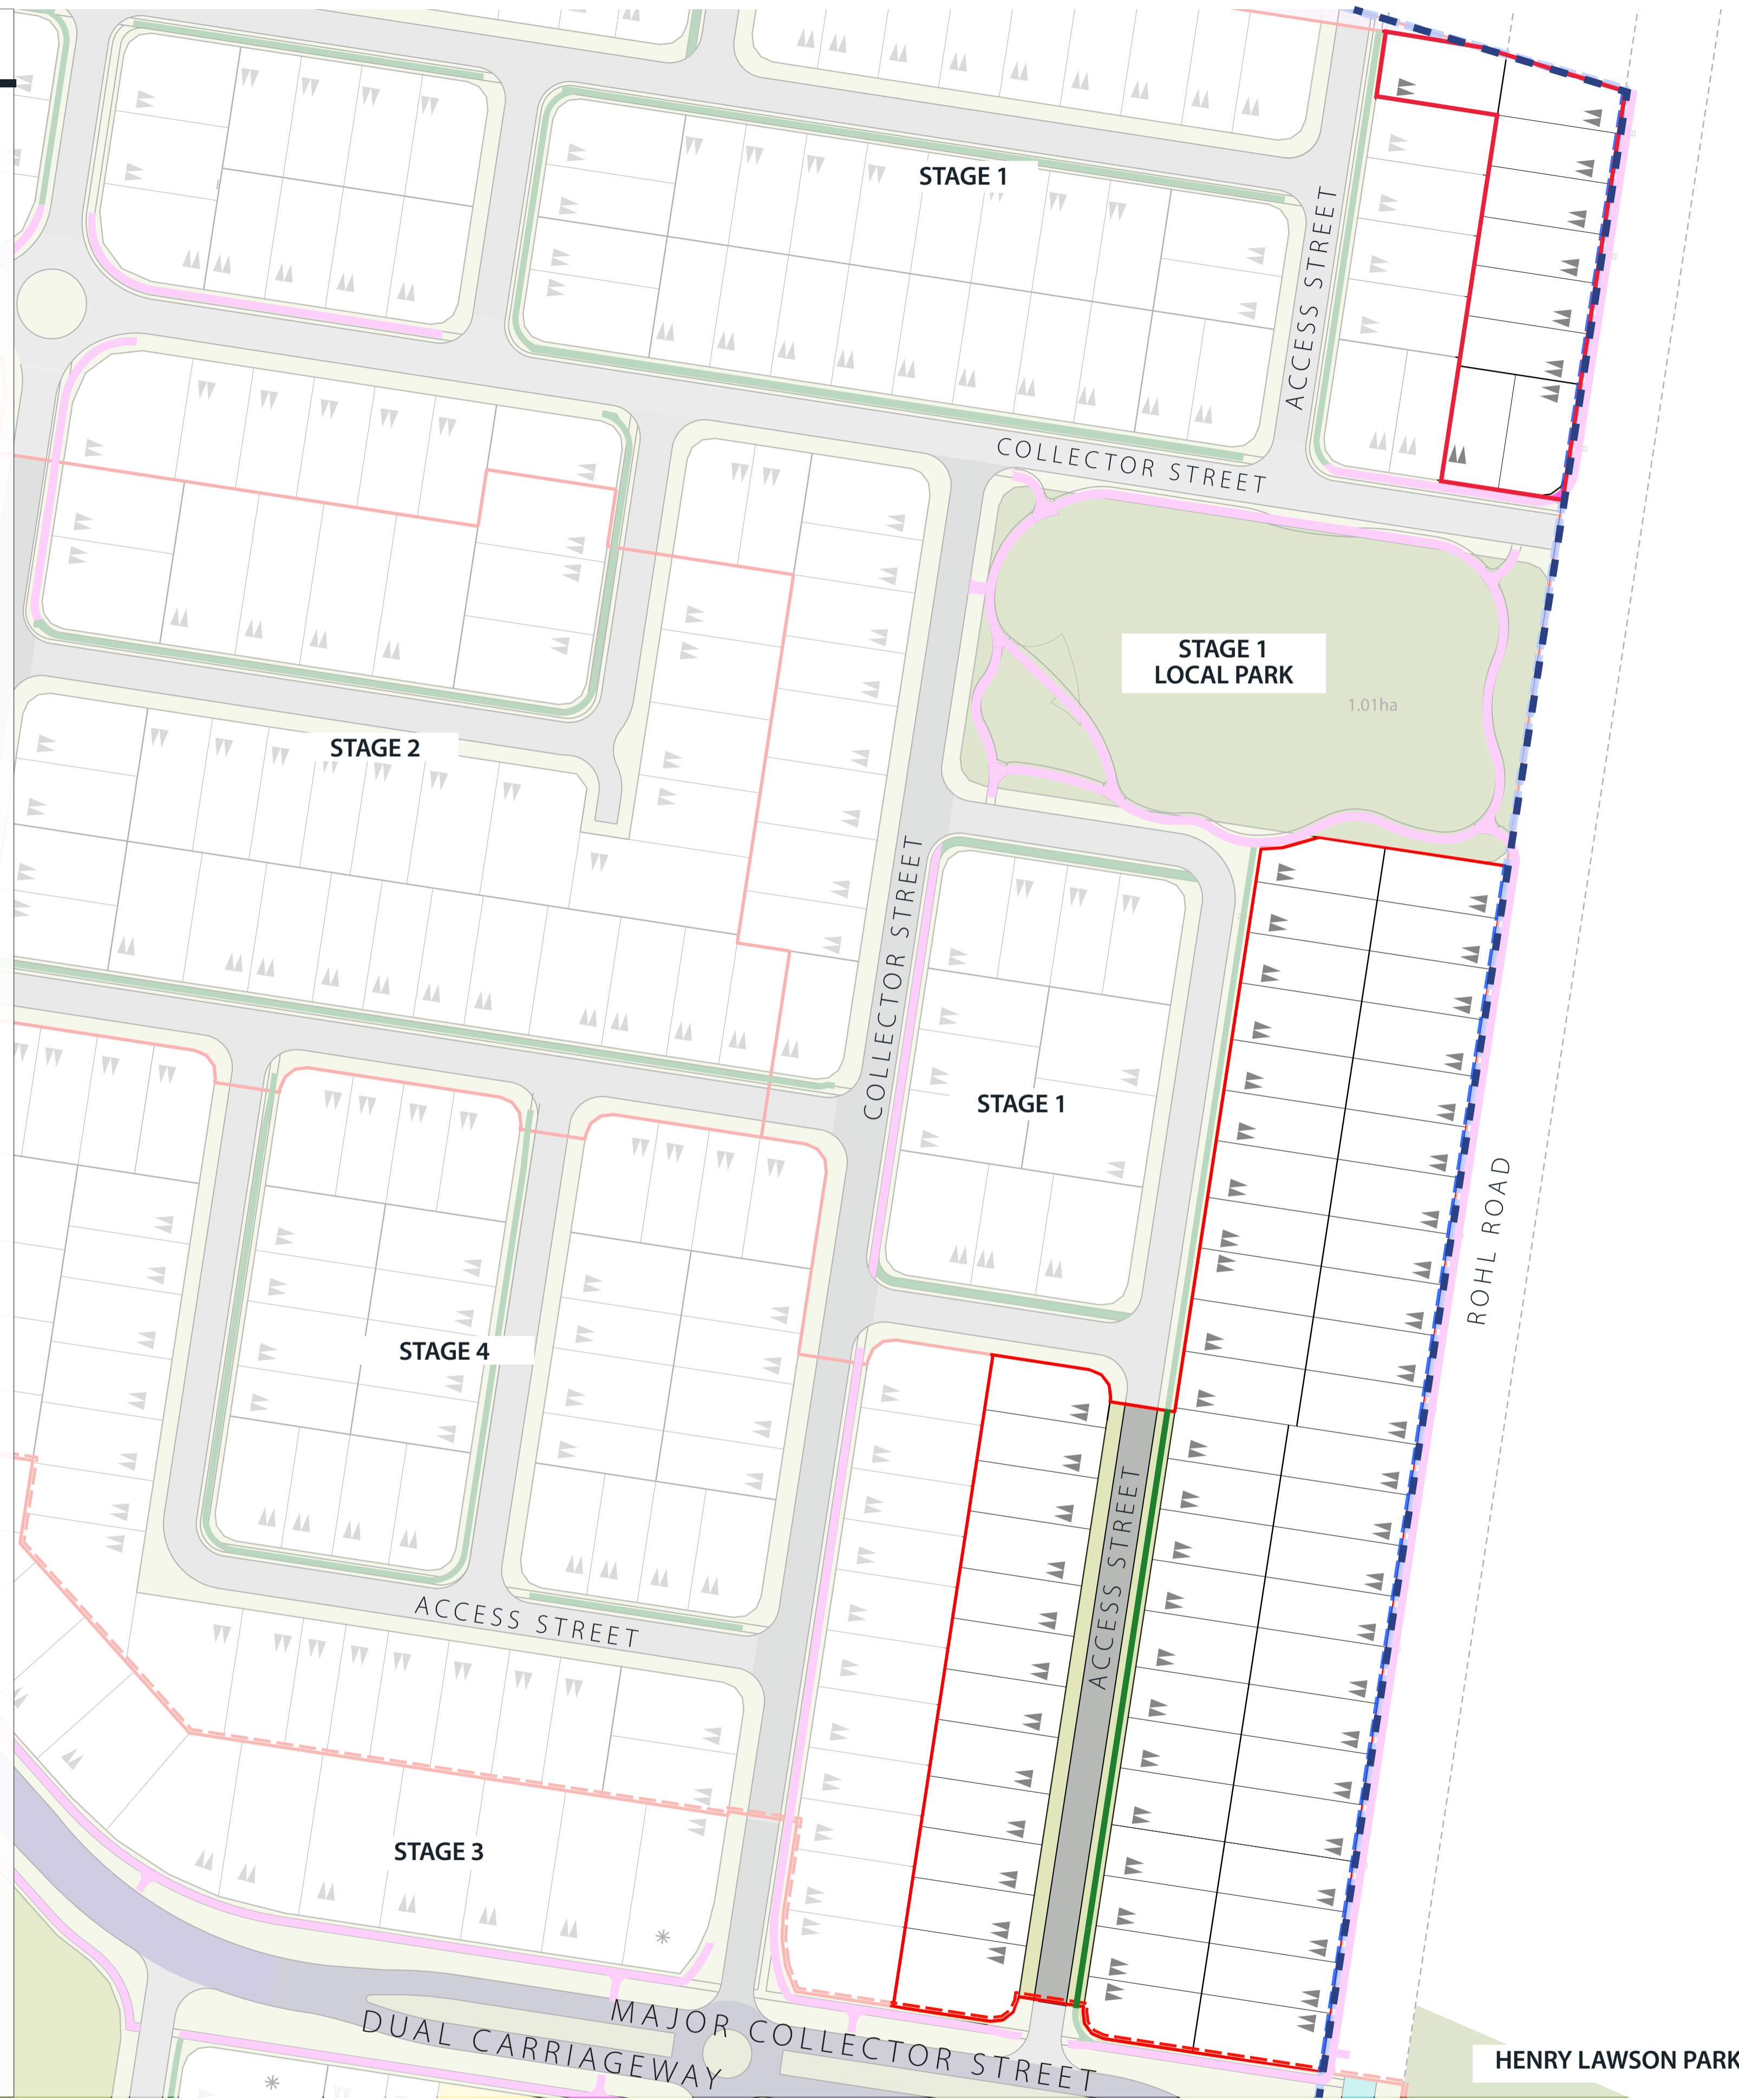 STAGE 1
ACCESS STREET
COLLECTOR STREET
STAGE 1
LOCAL PARK
1.01ha
STAGE 2
COLLECTOR STREET
STAGE 1
ROHL ROAD
STAGE 4
ACCESS STREET
ACCESS STREET
STAGE 3
MAJOR COLLECTOR STREET
DUAL CARRIAGEWAY
HENRY LAWSON PARK